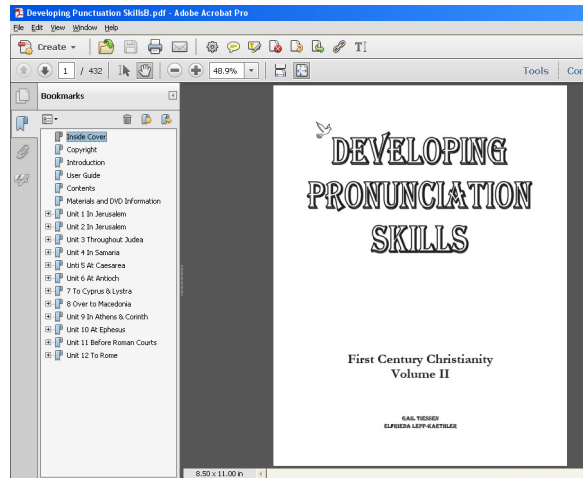 Developing Punctuation SkillsB.pdf - Adobe Acrobat Pro
File Edit View Window Help
Create
1 / 432 48.9% Tools
Bookmarks
Inside Cover
Copyright
Introduction
User Guide
Contents
Materials and DVD Information
Unit 1 In Jerusalem
Unit 2 In Jerusalem
Unit 3 Throughout Judea
Unit 4 In Samaria
Unti 5 At Caesarea
Unit 6 At Antioch
7 To Cyprus & Lystra
8 Over to Macedonia
Unit 9 In Athens & Corinth
Unit 10 At Ephesus
Unit 11 Before Roman Courts
Unit 12 To Rome
DEVELOPING
PRONUNCIATION
SKILLS
First Century Christianity
Volume II
GAIL TIESSEN
ELFRIEDA LEPP-KAETHLER
8.50 x 11.00 in